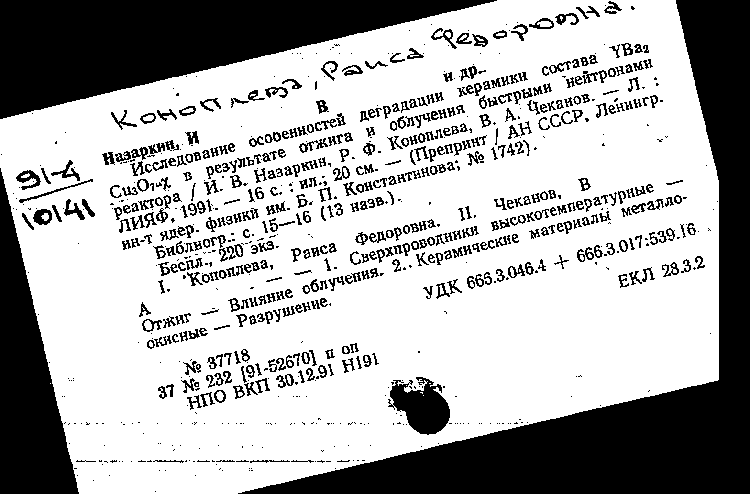 Коноплева, Раиса Федоровна.
91-4
10141
Назаркин, И В и др.
Исследование особенностей деградации керамики состава YBa₂
Cu₃O₇-χ в результате отжига и облучения быстрыми нейтронами
реактора / И. В. Назаркин, Р. Ф. Коноплева, В. А. Чеканов. — Л. :
ЛИЯФ, 1991. — 16 с. : ил.; 20 см. — (Препринт / АН СССР, Ленингр.
ин-т ядер. физики им. Б. П. Константинова; № 1742).
Библиогр.: с. 15—16 (13 назв.).
Беспл., 220 экз.
I. Коноплева, Раиса Федоровна. II. Чеканов, В
А — — 1. Сверхпроводники высокотемпературные —
Отжиг — Влияние облучения. 2. Керамические материалы металло-
окисные — Разрушение.
УДК 665.3.046.4 + 666.3.017:539.16
ЕКЛ 28.3.2
№ 37718
37 № 232 [91-52670] п оп
НПО ВКП 30.12.91 Н191